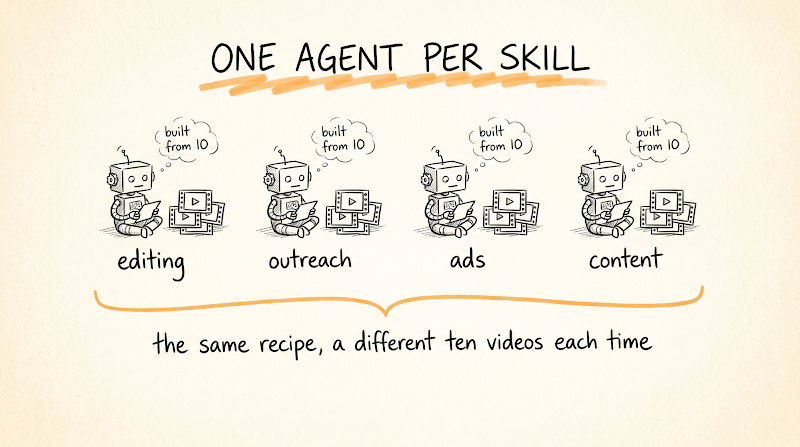 ONE AGENT PER SKILL
built
from 10
built
from 10
built
from 10
built
from 10
editing
outreach
ads
content
the same recipe, a different ten videos each time